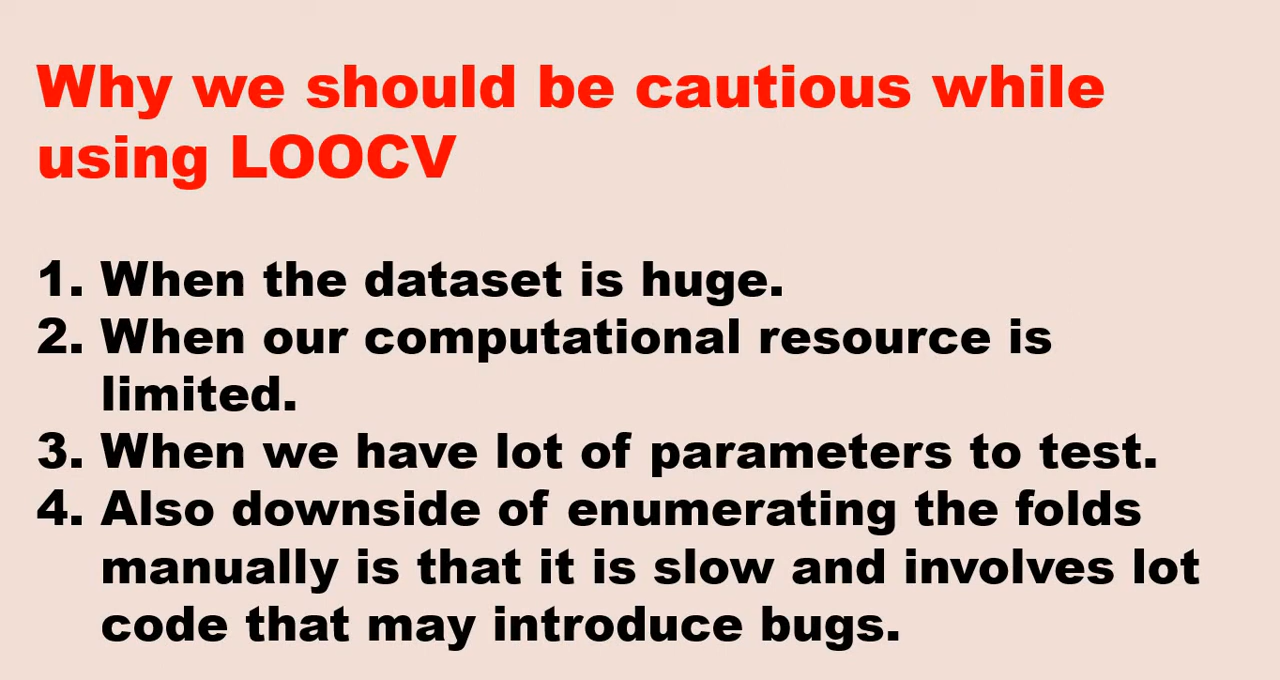 Why we should be cautious while
using LOOCV
1. When the dataset is huge.
2. When our computational resource is
limited.
3. When we have lot of parameters to test.
4. Also downside of enumerating the folds
manually is that it is slow and involves lot
code that may introduce bugs.